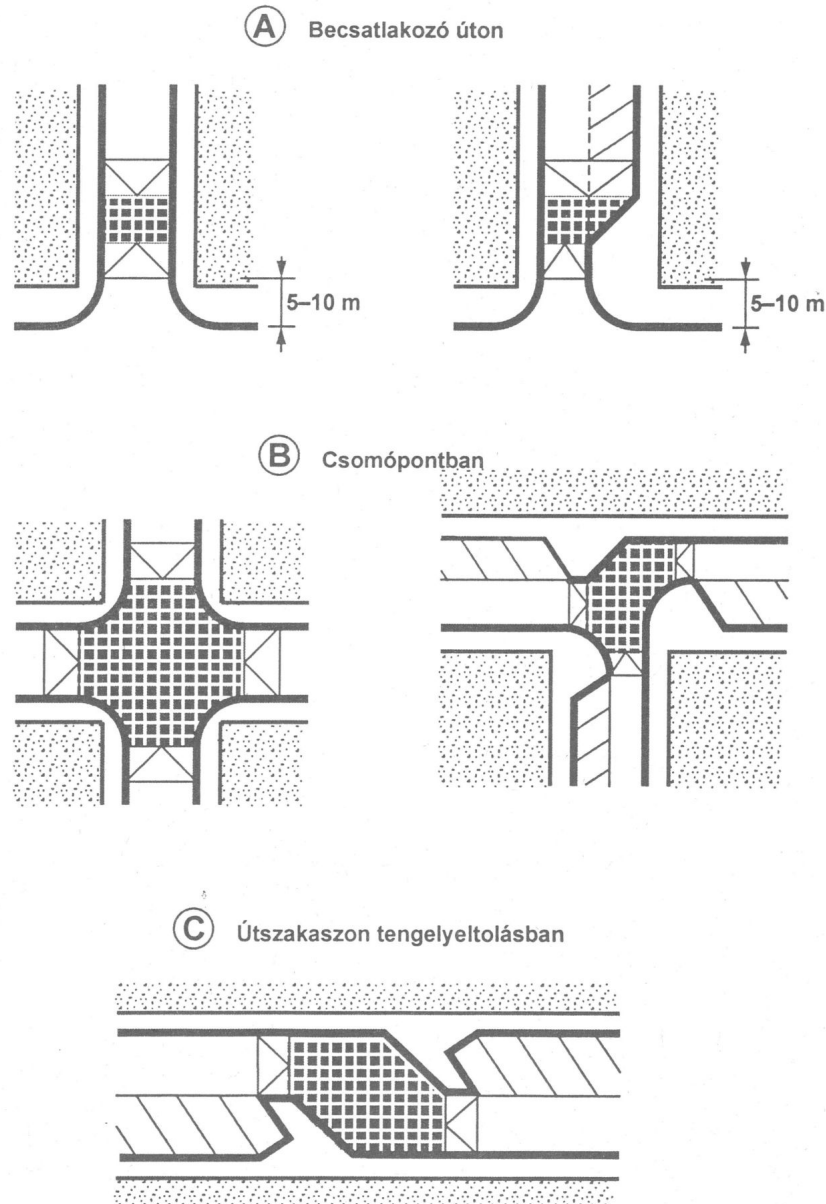 A Becsatlakozó úton
5–10 m
5–10 m
B Csomópontban
C Útszakaszon tengelyeltolásban